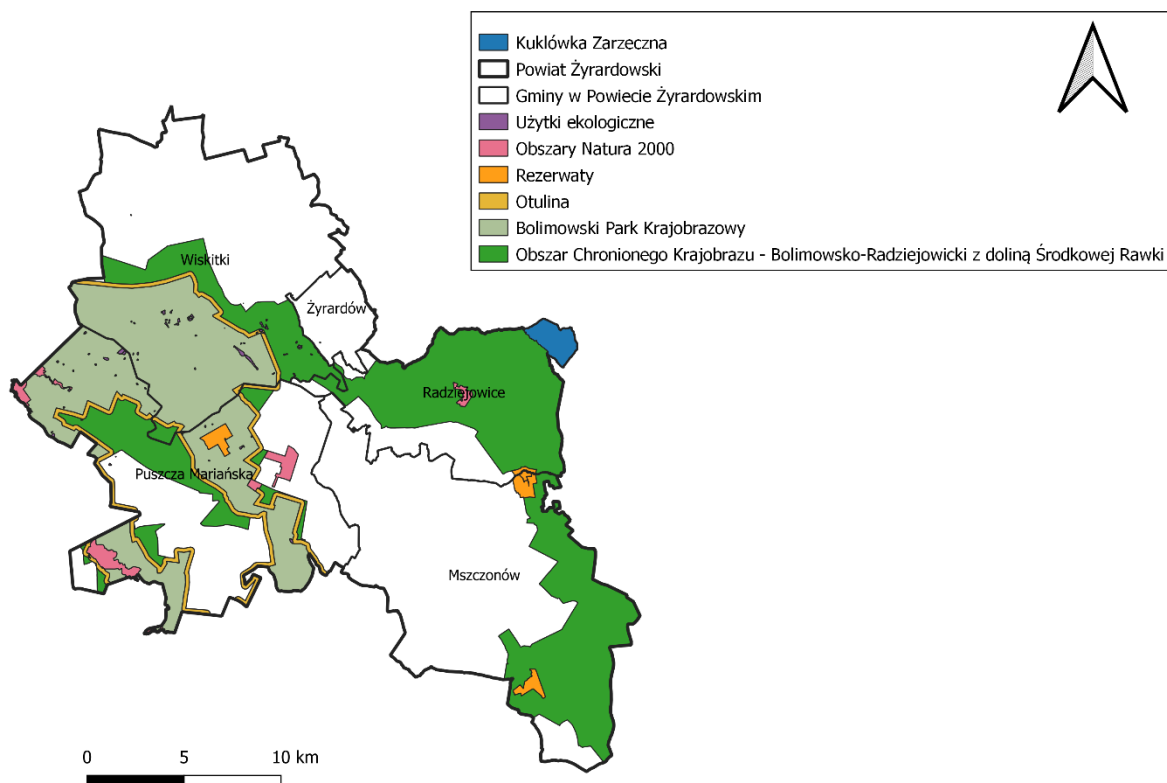 Kuklówka Zarzeczna
Powiat Żyrardowski
Gminy w Powiecie Żyrardowskim
Użytki ekologiczne
Obszary Natura 2000
Rezerwaty
Otulina
Bolimowski Park Krajobrazowy
Obszar Chronionego Krajobrazu - Bolimowsko-Radziejowicki z doliną Środkowej Rawki
Wiskitki
Żyrardów
Radziejowice
Puszcza Mariańska
Mszczonów
0 5 10 km